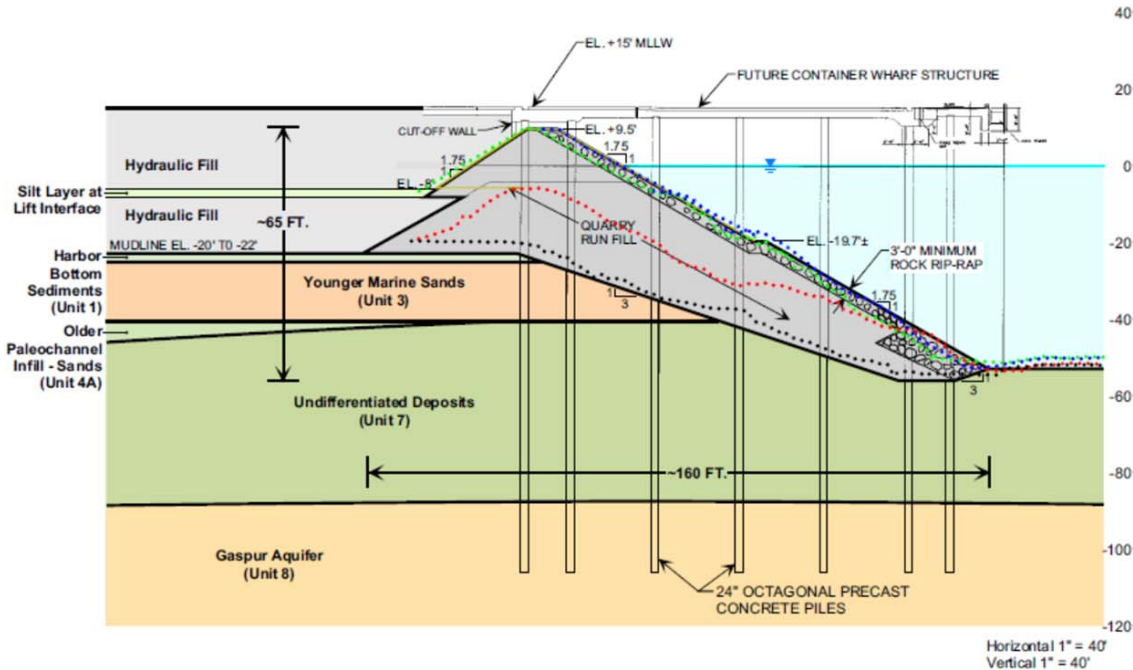 40'
EL. +15' MLLW
20
FUTURE CONTAINER WHARF STRUCTURE
CUT-OFF WALL
EL. +9.5'
1.75
1
1.75
1
0
Hydraulic Fill
EL. -8'
Silt Layer at
Lift Interface
Hydraulic Fill
~65 FT.
QUARRY
RUN FILL
EL. -19.7'±
-20
MUDLINE EL. -20' TO -22'
3'-0" MINIMUM
ROCK RIP-RAP
Harbor
Bottom
Sediments
(Unit 1)
Younger Marine Sands
(Unit 3)
1
3
1.75
1
-40
Older
Paleochannel
Infill - Sands
(Unit 4A)
1
3
Undifferentiated Deposits
(Unit 7)
-60
~160 FT.
-80
Gaspur Aquifer
(Unit 8)
-100
24" OCTAGONAL PRECAST
CONCRETE PILES
-120
Horizontal 1" = 40'
Vertical 1" = 40'